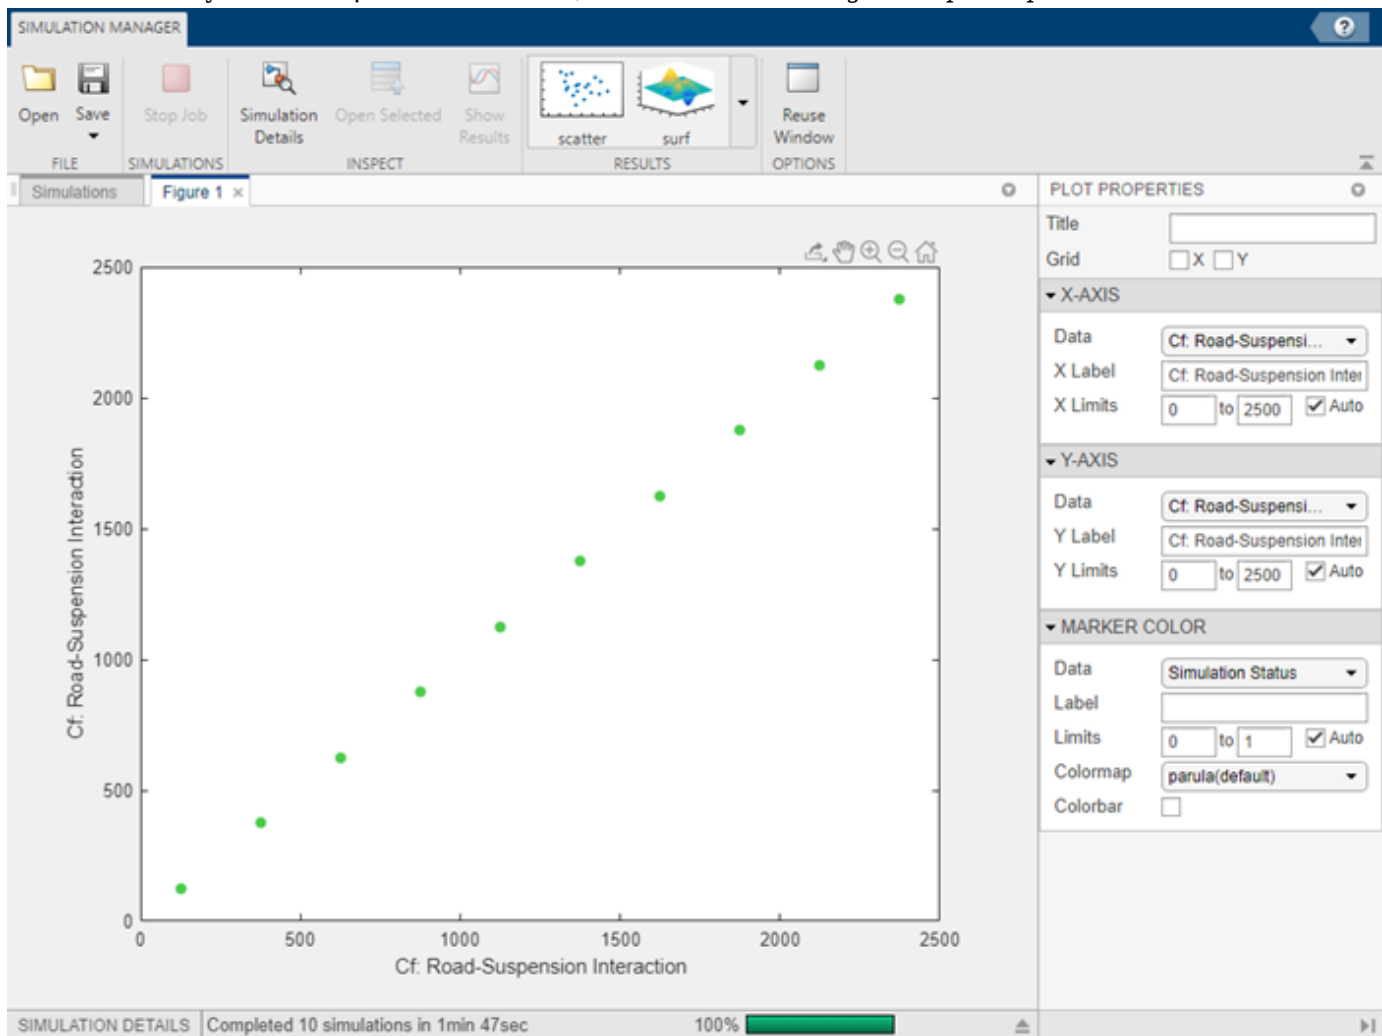 SIMULATION MANAGER
?
Open
Save
Stop Job
Simulation
Details
Open Selected
Show
Results
scatter
surf
Reuse
Window
FILE
SIMULATIONS
INSPECT
RESULTS
OPTIONS
Simulations
Figure 1 ×
PLOT PROPERTIES
Title
Grid X Y
X-AXIS
Data Cf: Road-Suspensi...
X Label Cf: Road-Suspension Inter
X Limits 0 to 2500 Auto
Y-AXIS
Data Cf: Road-Suspensi...
Y Label Cf: Road-Suspension Inter
Y Limits 0 to 2500 Auto
MARKER COLOR
Data Simulation Status
Label
Limits 0 to 1 Auto
Colormap parula(default)
Colorbar
2500
2000
1500
1000
500
0
Cf: Road-Suspension Interaction
0 500 1000 1500 2000 2500
Cf: Road-Suspension Interaction
SIMULATION DETAILS
Completed 10 simulations in 1min 47sec
100%